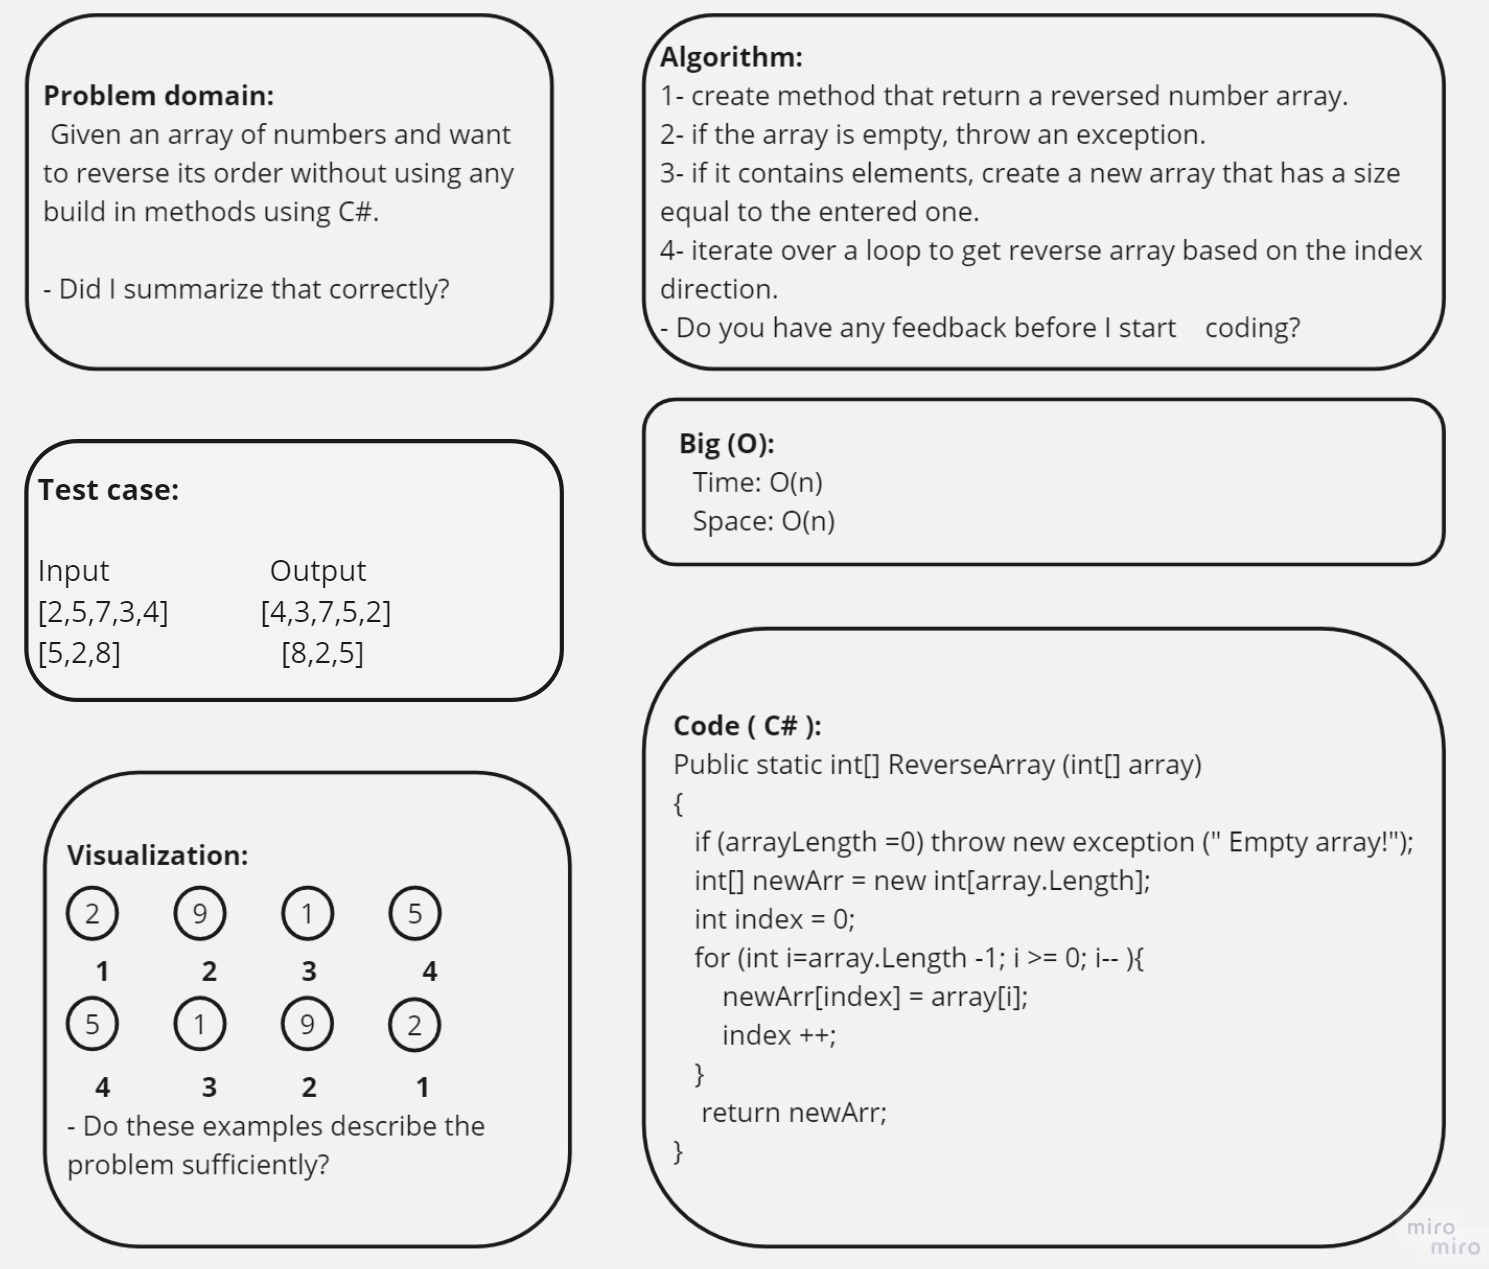 Problem domain:
Given an array of numbers and want
to reverse its order without using any
build in methods using C#.
- Did I summarize that correctly?
Algorithm:
1- create method that return a reversed number array.
2- if the array is empty, throw an exception.
3- if it contains elements, create a new array that has a size
equal to the entered one.
4- iterate over a loop to get reverse array based on the index
direction.
- Do you have any feedback before I start coding?
Big (O):
Time: O(n)
Space: O(n)
Test case:
Input Output
[2,5,7,3,4] [4,3,7,5,2]
[5,2,8] [8,2,5]
Visualization:
2 9 1 5
1 2 3 4
5 1 9 2
4 3 2 1
- Do these examples describe the
problem sufficiently?
Code ( C# ):
Public static int[] ReverseArray (int[] array)
{
if (arrayLength =0) throw new exception (" Empty array!");
int[] newArr = new int[array.Length];
int index = 0;
for (int i=array.Length -1; i >= 0; i-- ){
newArr[index] = array[i];
index ++;
}
return newArr;
}
miro
miro